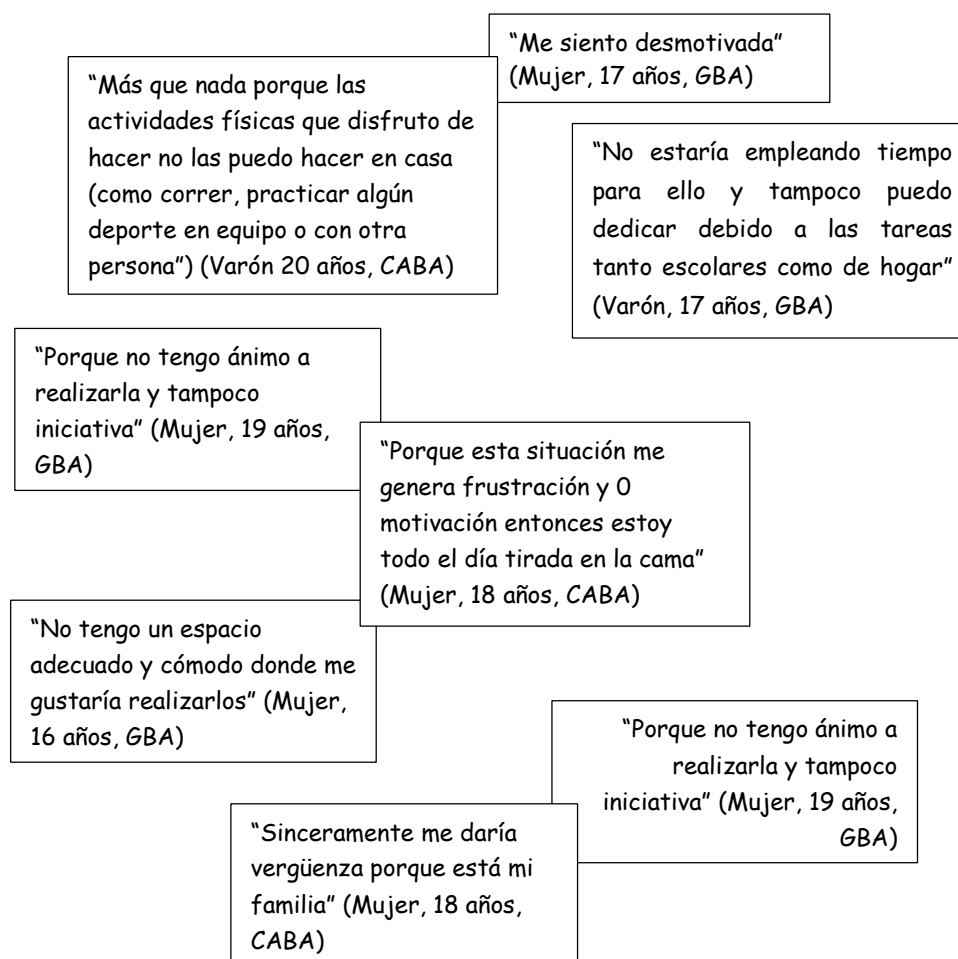 “Me siento desmotivada”
(Mujer, 17 años, GBA)
“Más que nada porque las
actividades físicas que disfruto de
hacer no las puedo hacer en casa
(como correr, practicar algún
deporte en equipo o con otra
persona”) (Varón 20 años, CABA)
“No estaría empleando tiempo
para ello y tampoco puedo
dedicar debido a las tareas
tanto escolares como de hogar”
(Varón, 17 años, GBA)
“Porque no tengo ánimo a
realizarla y tampoco
iniciativa” (Mujer, 19 años,
GBA)
“Porque esta situación me
genera frustración y 0
motivación entonces estoy
todo el día tirada en la cama”
(Mujer, 18 años, CABA)
“No tengo un espacio
adecuado y cómodo donde me
gustaría realizarlos” (Mujer,
16 años, GBA)
“Porque no tengo ánimo a
realizarla y tampoco
iniciativa” (Mujer, 19 años,
GBA)
“Sinceramente me daría
vergüenza porque está mi
familia” (Mujer, 18 años,
CABA)